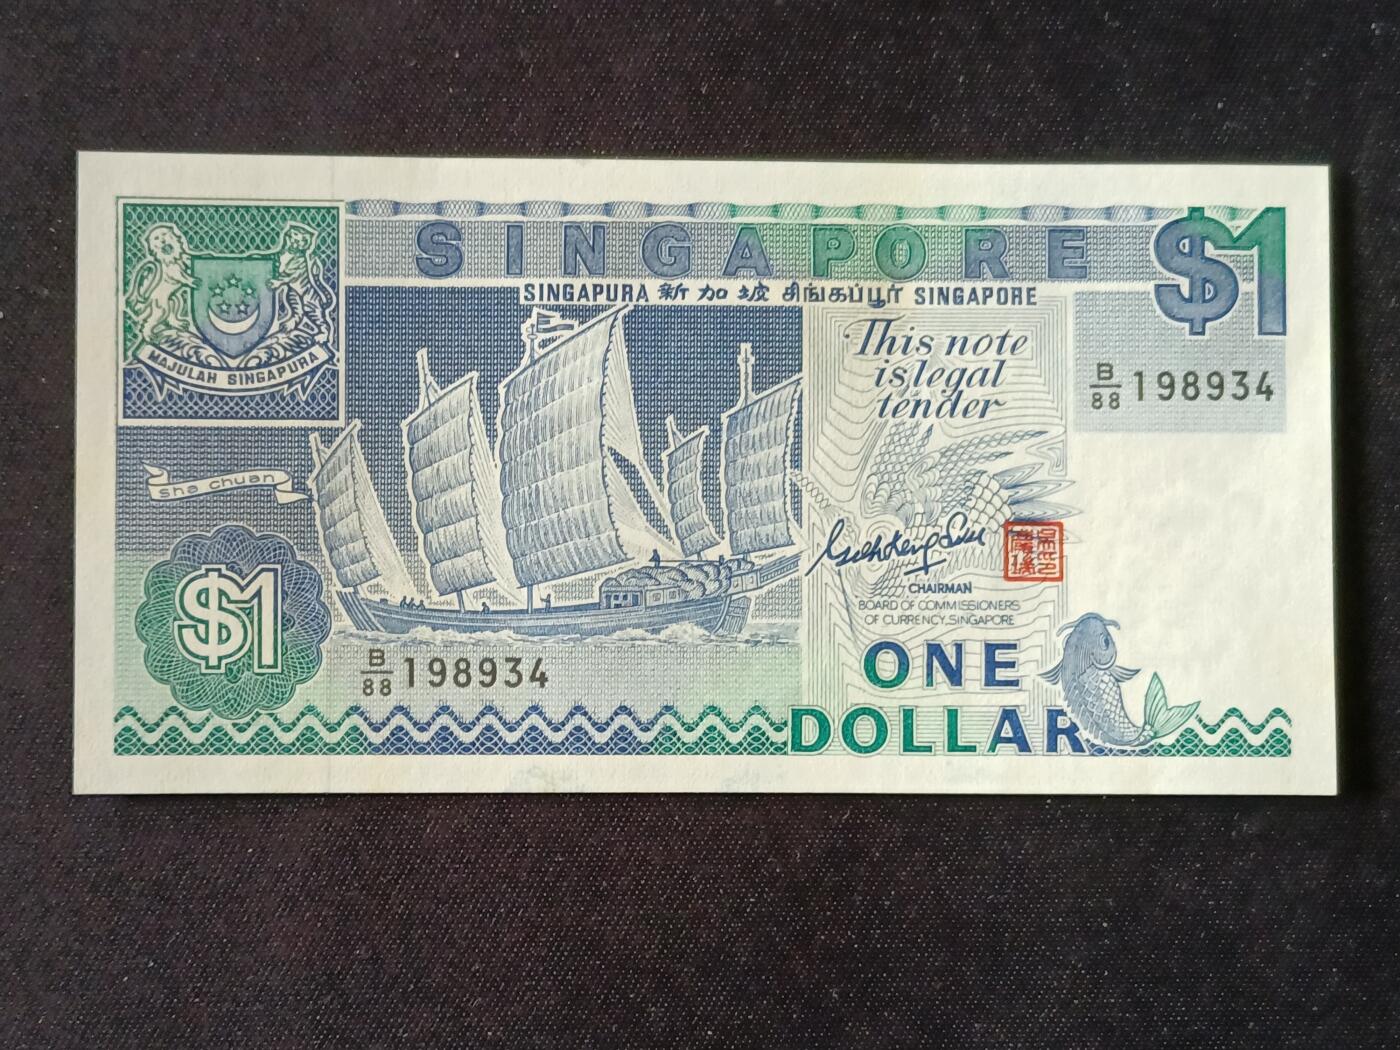 SINGAPORE
$1
SINGAPURA 新加坡 சிங்கப்பூர் SINGAPORE
MAJULAH SINGAPURA
This note
is legal
tender
B/88 198934
Sha Chuan
CHAIRMAN
BOARD OF COMMISSIONERS
OF CURRENCY, SINGAPORE
$1
B/88 198934
ONE
DOLLAR